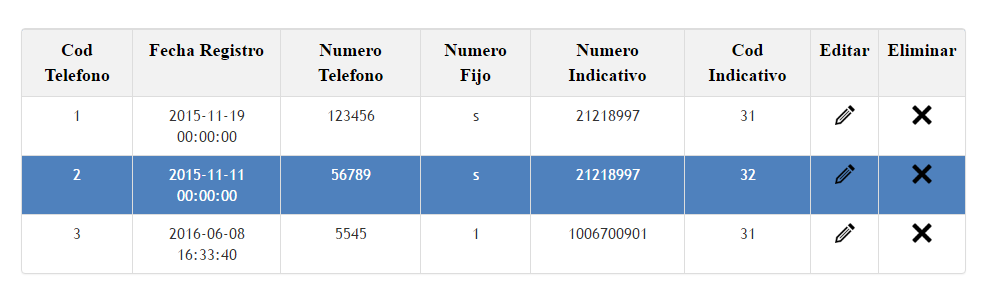 Cod Telefono Fecha Registro Numero Telefono Numero Fijo Numero Indicativo Cod Indicativo Editar Eliminar
1 2015-11-19 00:00:00 123456 s 21218997 31
2 2015-11-11 00:00:00 56789 s 21218997 32
3 2016-06-08 16:33:40 5545 1 1006700901 31